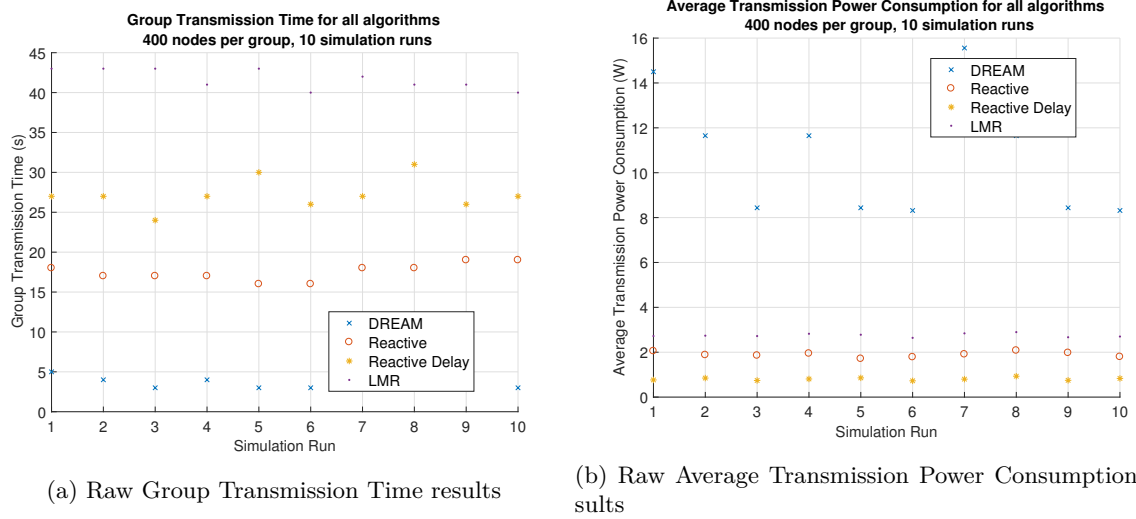 Group Transmission Time for all algorithms
400 nodes per group, 10 simulation runs
45
40
35
30
25
20
15
10
5
0
Group Transmission Time (s)
DREAM
Reactive
Reactive Delay
LMR
1 2 3 4 5 6 7 8 9 10
Simulation Run
(a) Raw Group Transmission Time results
Average Transmission Power Consumption for all algorithms
400 nodes per group, 10 simulation runs
16
14
12
10
8
6
4
2
0
Average Transmission Power Consumption (W)
DREAM
Reactive
Reactive Delay
LMR
1 2 3 4 5 6 7 8 9 10
Simulation Run
(b) Raw Average Transmission Power Consumption
sults